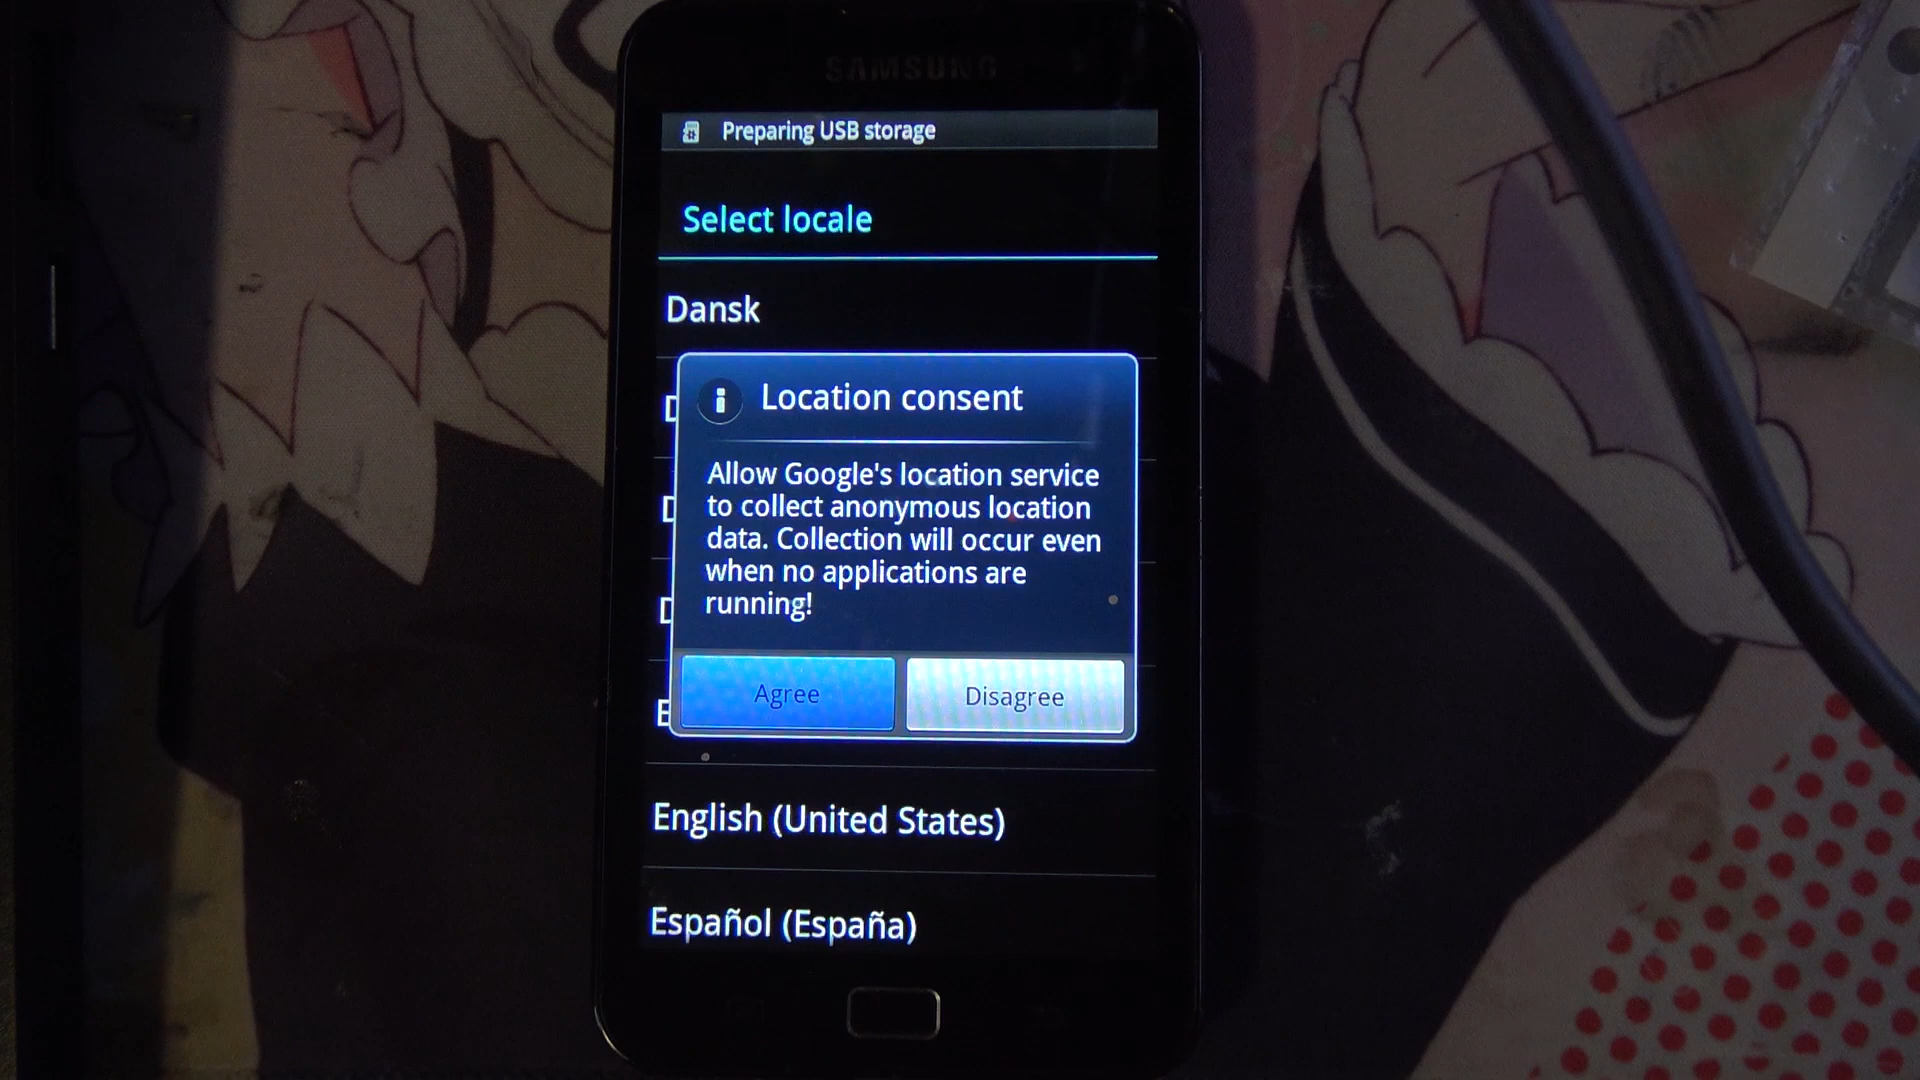 SAMSUNG
Preparing USB storage
Select locale
Dansk
Location consent
Allow Google's location service
to collect anonymous location
data. Collection will occur even
when no applications are
running!
Agree
Disagree
English (United States)
Español (España)